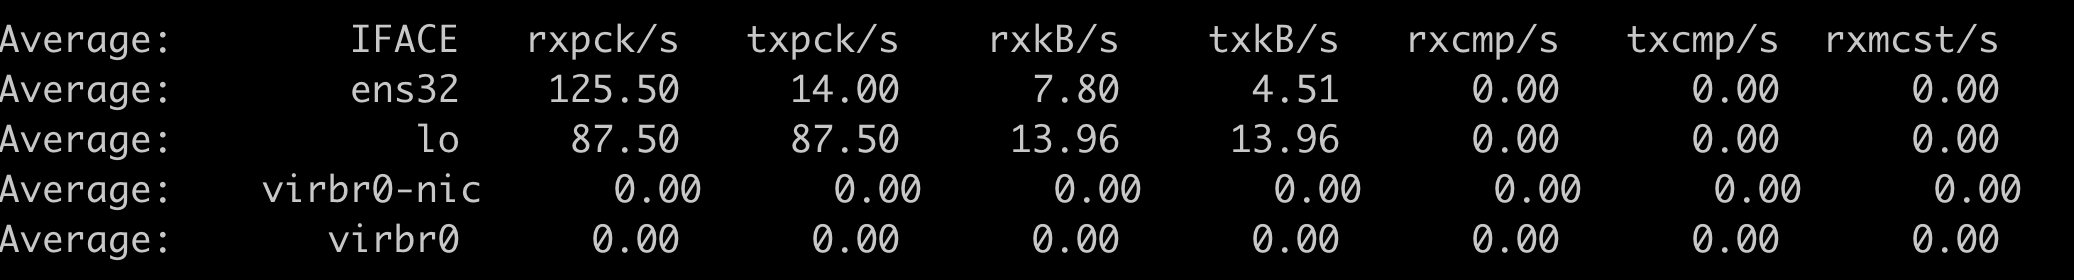 Average:        IFACE   rxpck/s   txpck/s    rxkB/s    txkB/s   rxcmp/s   txcmp/s  rxmcst/s
Average:        ens32    125.50     14.00      7.80      4.51      0.00      0.00      0.00
Average:           lo     87.50     87.50     13.96     13.96      0.00      0.00      0.00
Average:    virbr0-nic      0.00      0.00      0.00      0.00      0.00      0.00      0.00
Average:       virbr0      0.00      0.00      0.00      0.00      0.00      0.00      0.00